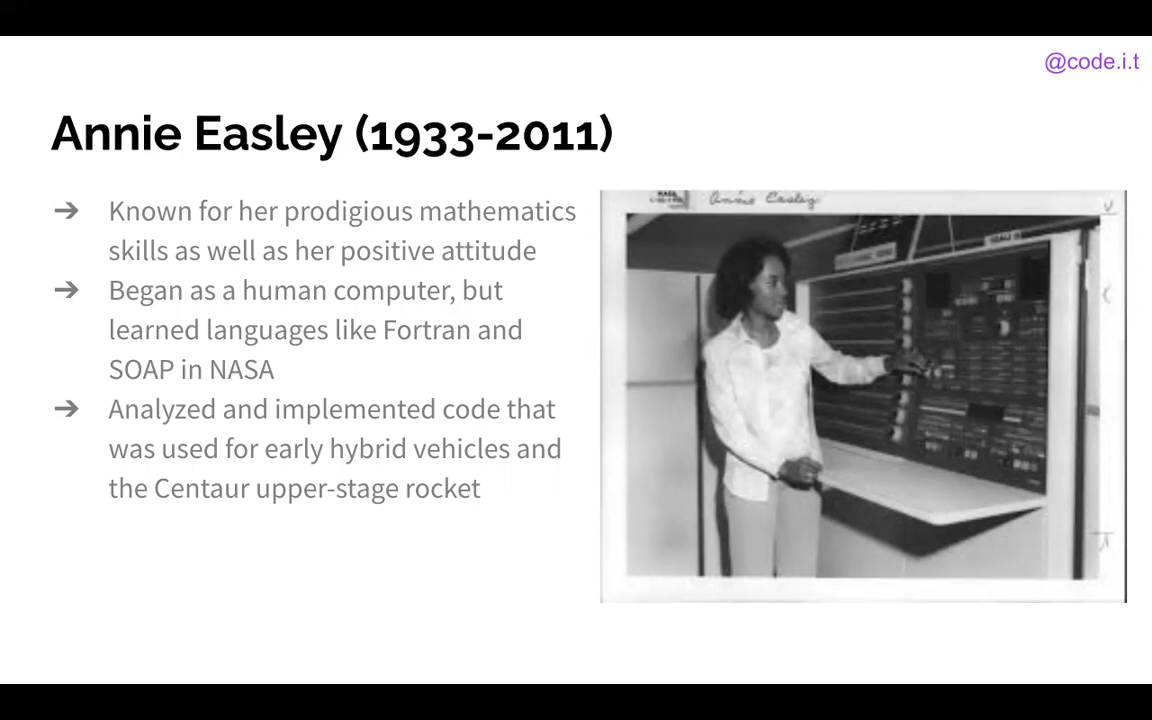 @code.i.t
Annie Easley (1933-2011)
➔ Known for her prodigious mathematics
skills as well as her positive attitude
➔ Began as a human computer, but
learned languages like Fortran and
SOAP in NASA
➔ Analyzed and implemented code that
was used for early hybrid vehicles and
the Centaur upper-stage rocket
Annie Easley